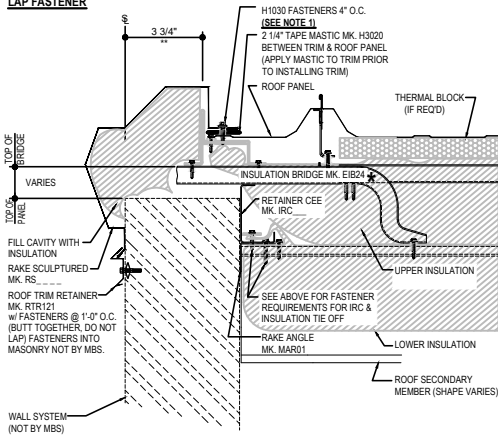 LAP FASTENER
H1030 FASTENERS 4" O.C.
(SEE NOTE 1)
2 1/4" TAPE MASTIC MK. H3020
BETWEEN TRIM & ROOF PANEL
(APPLY MASTIC TO TRIM PRIOR
TO INSTALLING TRIM)
3 3/4"
**
ROOF PANEL
THERMAL BLOCK
(IF REQ'D)
TOP OF
BRIDGE
VARIES
TOP OF
PANEL
INSULATION BRIDGE MK. EIB24 *
RETAINER CEE
MK. IRC___
FILL CAVITY WITH
INSULATION
RAKE SCULPTURED
MK. RS____
ROOF TRIM RETAINER
MK. RTR121
w/ FASTENERS @ 1'-0" O.C.
(BUTT TOGETHER, DO NOT
LAP) FASTENERS INTO
MASONRY NOT BY MBS.
UPPER INSULATION
SEE ABOVE FOR FASTENER
REQUIREMENTS FOR IRC &
INSULATION TIE OFF
RAKE ANGLE
MK. MAR01
LOWER INSULATION
ROOF SECONDARY
MEMBER (SHAPE VARIES)
WALL SYSTEM
(NOT BY MBS)